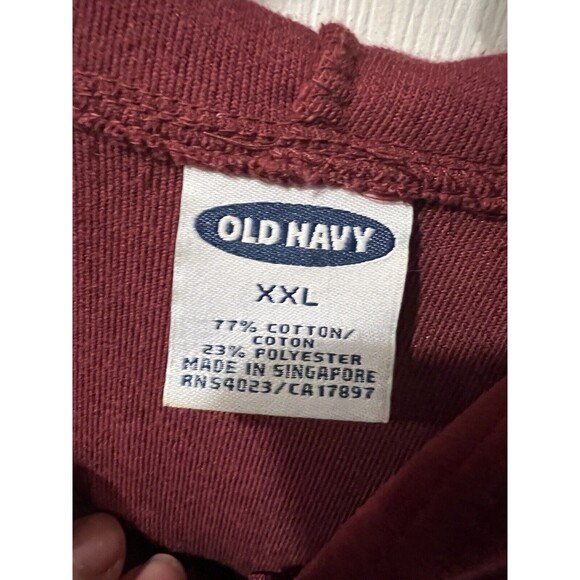 OLD NAVY
XXL
77% COTTON/
COTON
23% POLYESTER
MADE IN SINGAPORE
RN54023/CA17897